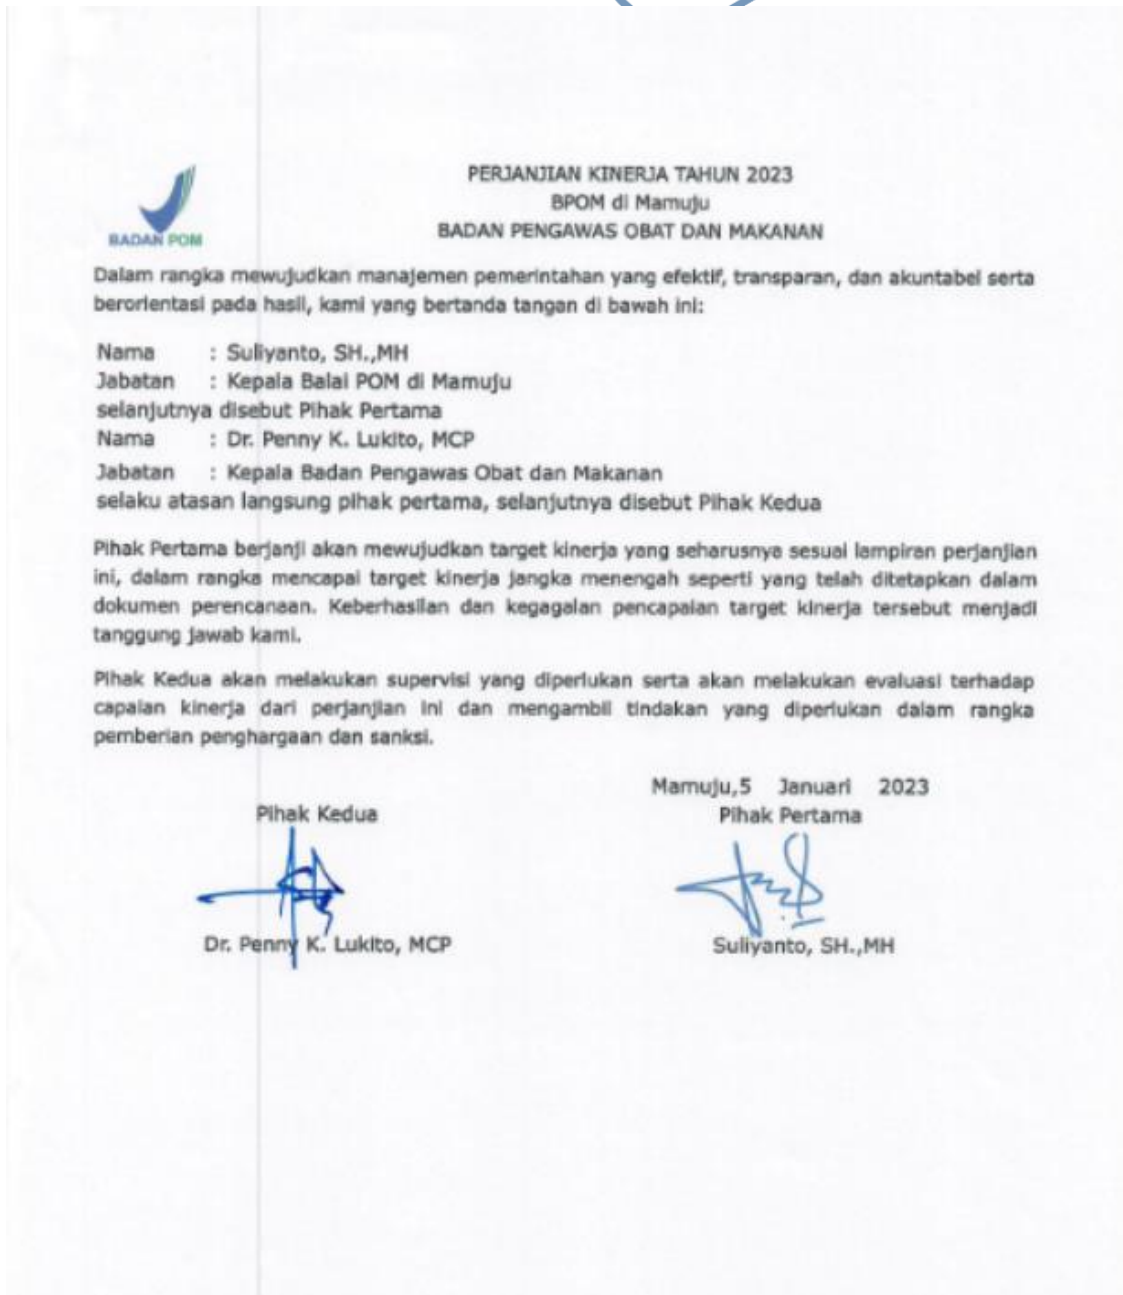 PERJANJIAN KINERJA TAHUN 2023
BPOM di Mamuju
BADAN PENGAWAS OBAT DAN MAKANAN
BADAN POM
Dalam rangka mewujudkan manajemen pemerintahan yang efektif, transparan, dan akuntabel serta
berorientasi pada hasil, kami yang bertanda tangan di bawah ini:
Nama : Suliyanto, SH.,MH
Jabatan : Kepala Balai POM di Mamuju
selanjutnya disebut Pihak Pertama
Nama : Dr. Penny K. Lukito, MCP
Jabatan : Kepala Badan Pengawas Obat dan Makanan
selaku atasan langsung pihak pertama, selanjutnya disebut Pihak Kedua
Pihak Pertama berjanji akan mewujudkan target kinerja yang seharusnya sesuai lampiran perjanjian
ini, dalam rangka mencapai target kinerja jangka menengah seperti yang telah ditetapkan dalam
dokumen perencanaan. Keberhasilan dan kegagalan pencapaian target kinerja tersebut menjadi
tanggung jawab kami.
Pihak Kedua akan melakukan supervisi yang diperlukan serta akan melakukan evaluasi terhadap
capaian kinerja dari perjanjian ini dan mengambil tindakan yang diperlukan dalam rangka
pemberian penghargaan dan sanksi.
Mamuju,5 Januari 2023
Pihak Kedua Pihak Pertama
Dr. Penny K. Lukito, MCP Suliyanto, SH.,MH